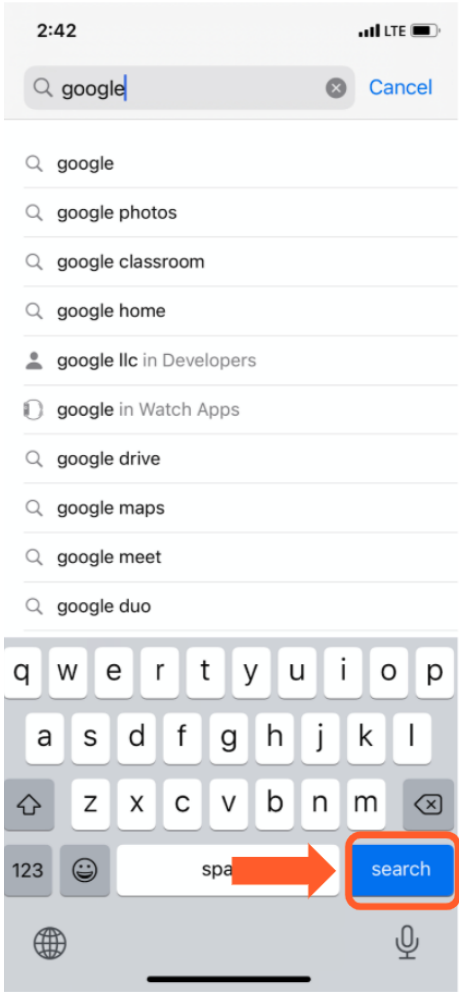 2:42
LTE
google
Cancel
google
google photos
google classroom
google home
google llc in Developers
google in Watch Apps
google drive
google maps
google meet
google duo
q w e r t y u i o p
a s d f g h j k l
z x c v b n m
123 spa search